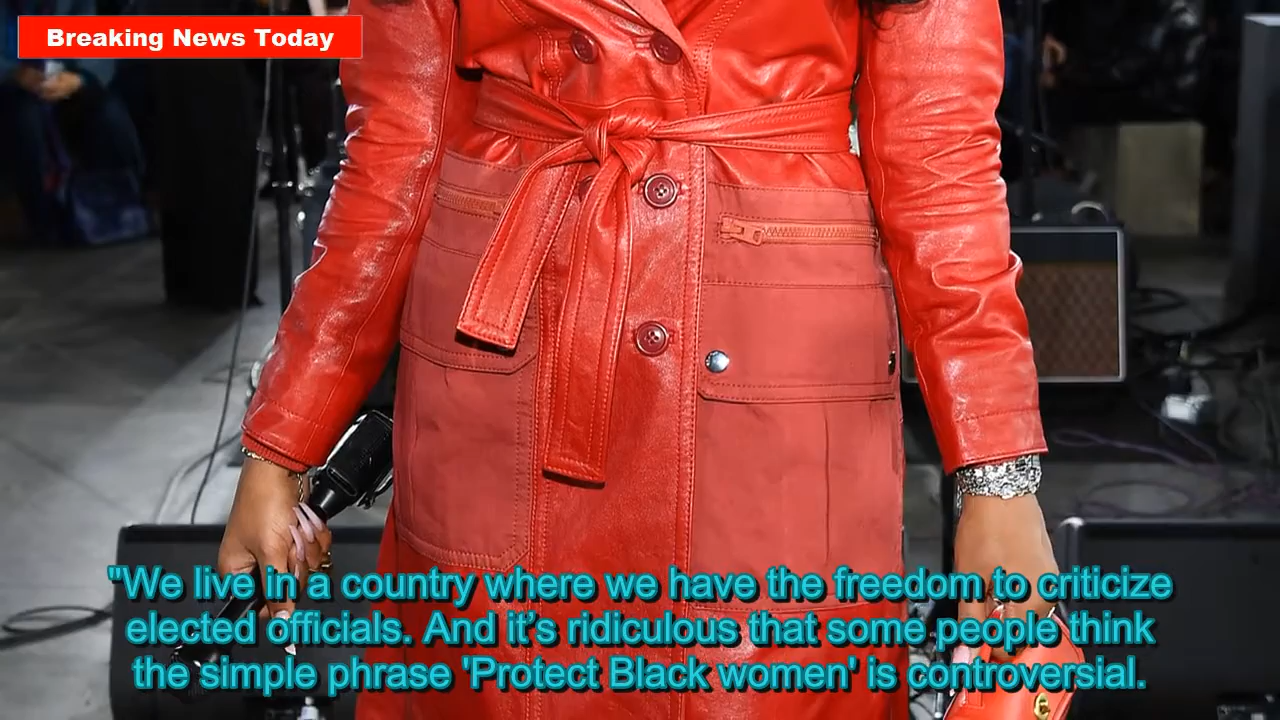 Breaking News Today
"We live in a country where we have the freedom to criticize
elected officials. And it’s ridiculous that some people think
the simple phrase 'Protect Black women' is controversial.